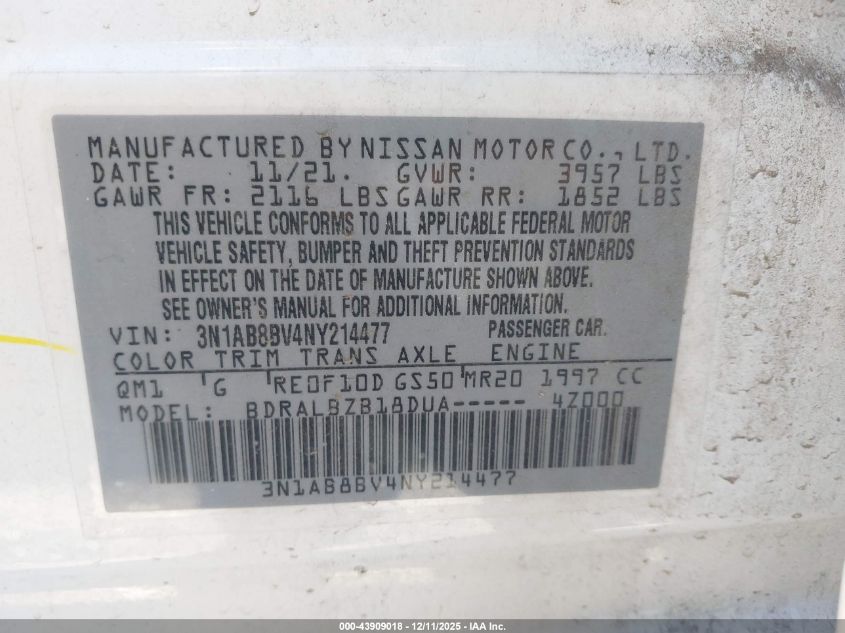 MANUFACTURED BY NISSAN MOTOR CO., LTD.
DATE: 11/21. GVWR: 3957 LBS
GAWR FR: 2116 LBS GAWR RR: 1852 LBS
THIS VEHICLE CONFORMS TO ALL APPLICABLE FEDERAL MOTOR
VEHICLE SAFETY, BUMPER AND THEFT PREVENTION STANDARDS
IN EFFECT ON THE DATE OF MANUFACTURE SHOWN ABOVE.
SEE OWNER'S MANUAL FOR ADDITIONAL INFORMATION.
VIN: 3N1AB8BV4NY214477 PASSENGER CAR.
COLOR TRIM TRANS AXLE ENGINE
QM1 G RE0F10D GS50 MR20 1997 CC
MODEL: BDRALBZB18DUA----- 4Z000
3N1AB8BV4NY214477
000-43909018 - 12/11/2025 - IAA Inc.